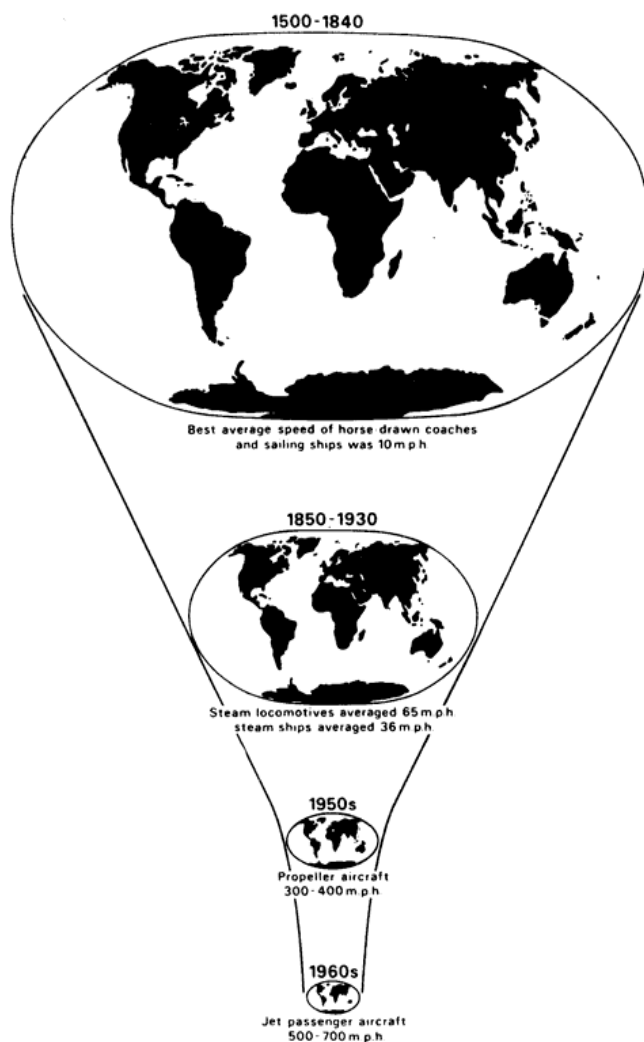 1500-1840
Best average speed of horse-drawn coaches
and sailing ships was 10 m.p.h.
1850-1930
Steam locomotives averaged 65 m.p.h.
steam ships averaged 36 m.p.h.
1950s
Propeller aircraft
300-400 m.p.h.
1960s
Jet passenger aircraft
500-700 m.p.h.